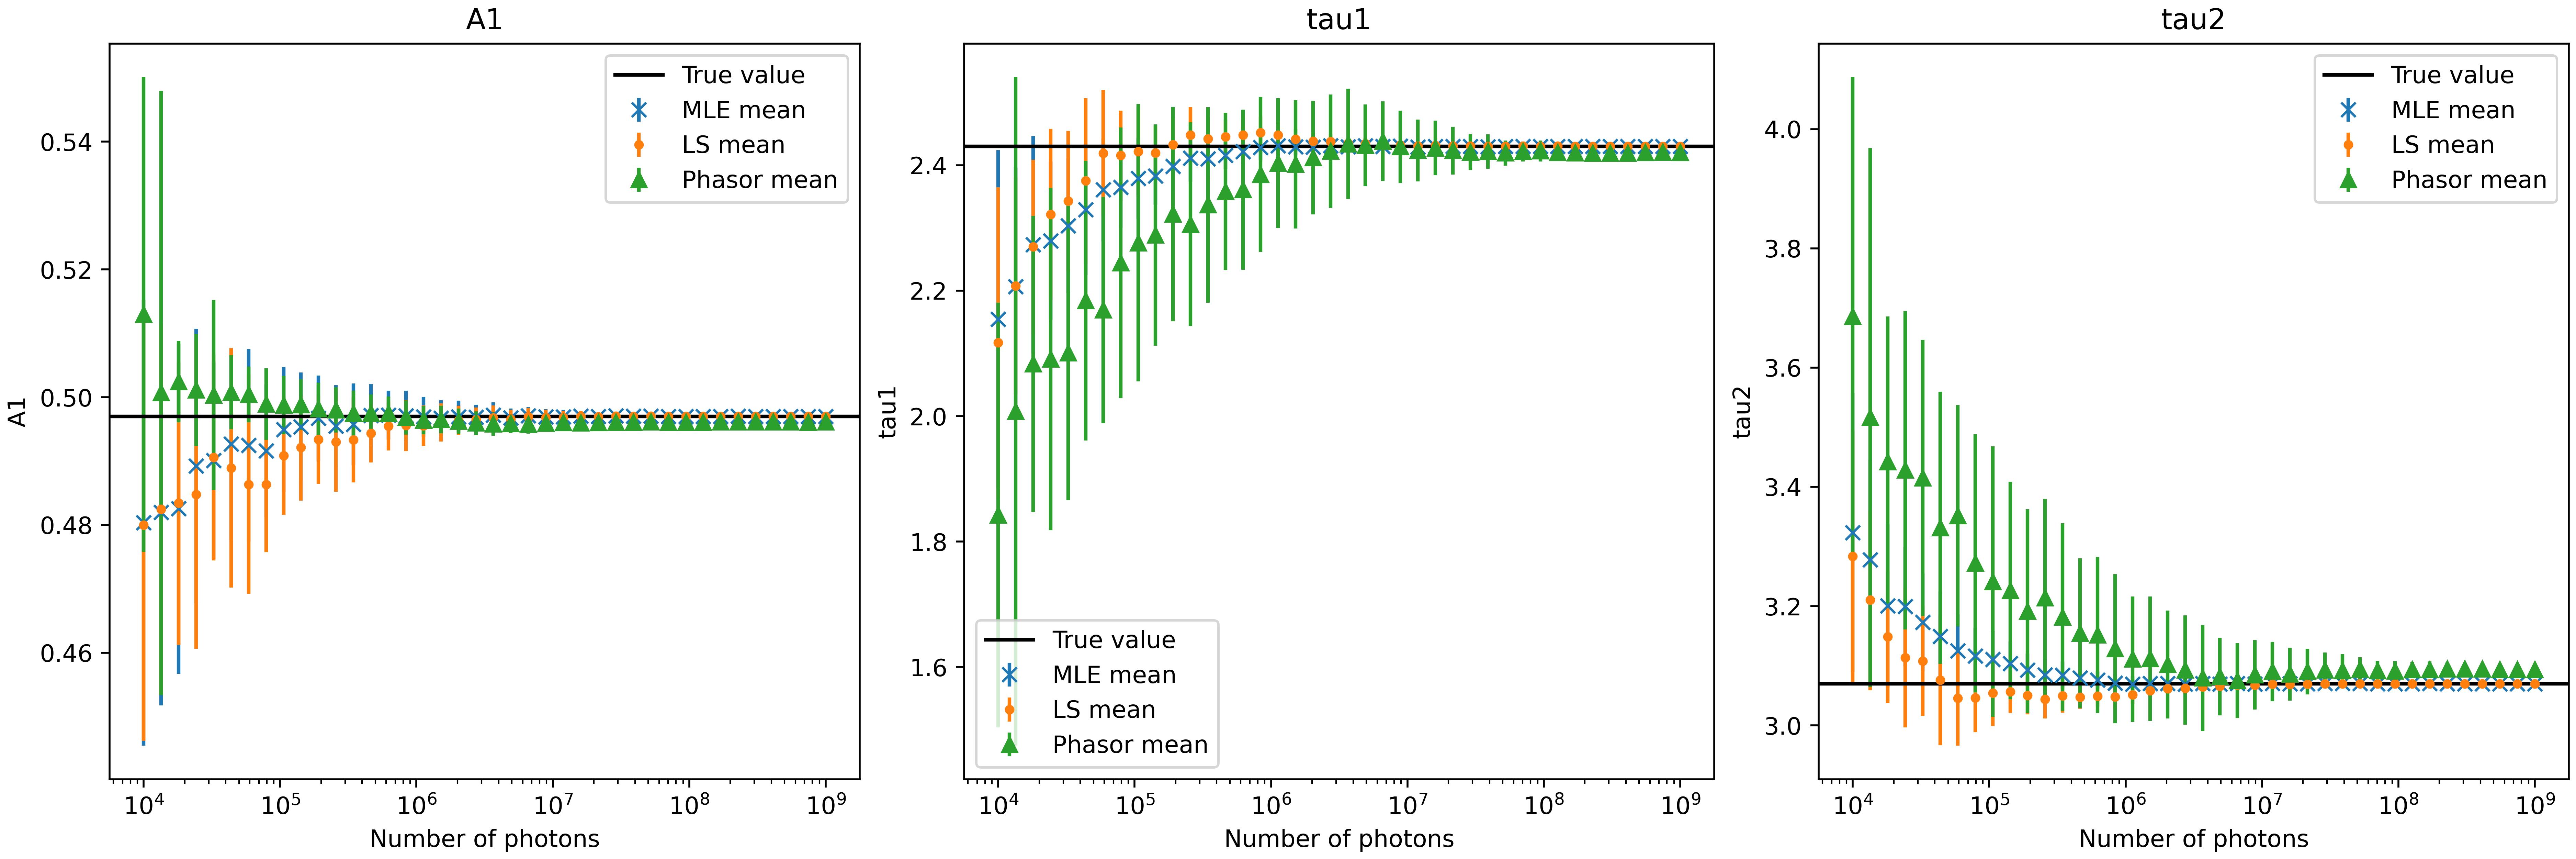 A1
A1
0.54
0.52
0.50
0.48
0.46
10⁴
10⁵
10⁶
10⁷
10⁸
10⁹
Number of photons
True value
MLE mean
LS mean
Phasor mean
tau1
tau1
2.4
2.2
2.0
1.8
1.6
10⁴
10⁵
10⁶
10⁷
10⁸
10⁹
Number of photons
True value
MLE mean
LS mean
Phasor mean
tau2
tau2
4.0
3.8
3.6
3.4
3.2
3.0
10⁴
10⁵
10⁶
10⁷
10⁸
10⁹
Number of photons
True value
MLE mean
LS mean
Phasor mean